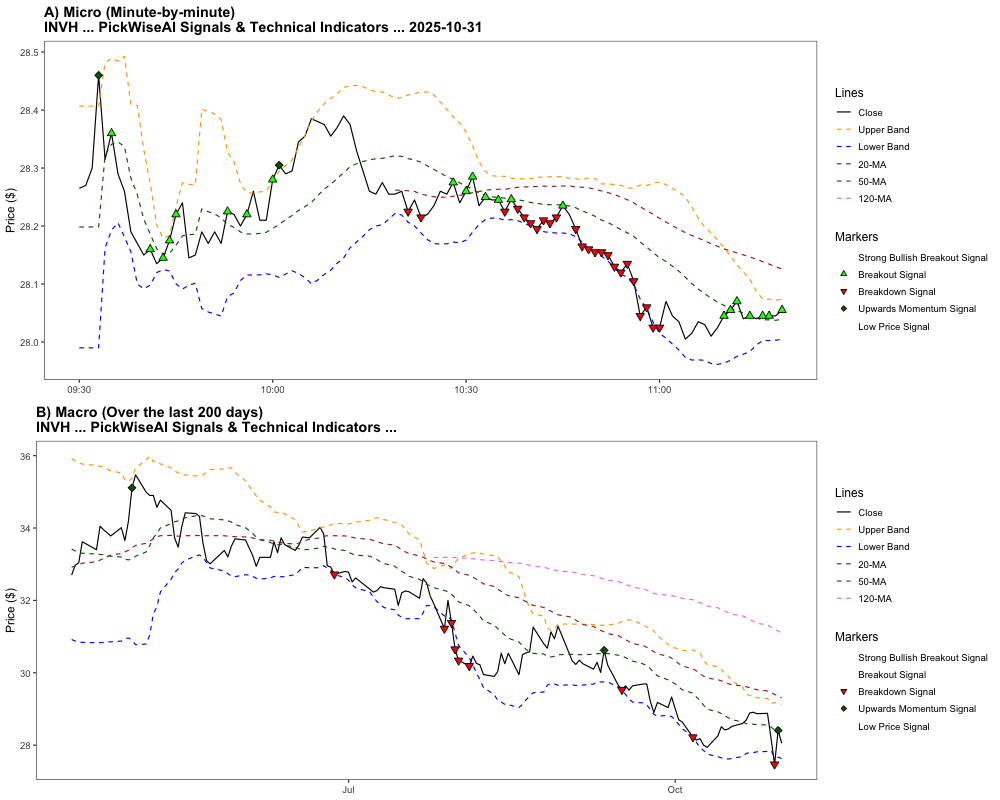 A) Micro (Minute-by-minute)
INVH ... PickWiseAI Signals & Technical Indicators ... 2025-10-31
Price ($)
28.5
28.4
28.3
28.2
28.1
28.0
09:30
10:00
10:30
11:00
Lines
Close
Upper Band
Lower Band
20-MA
50-MA
120-MA
Markers
Strong Bullish Breakout Signal
Breakout Signal
Breakdown Signal
Upwards Momentum Signal
Low Price Signal
B) Macro (Over the last 200 days)
INVH ... PickWiseAI Signals & Technical Indicators ...
Price ($)
36
34
32
30
28
Jul
Oct
Lines
Close
Upper Band
Lower Band
20-MA
50-MA
120-MA
Markers
Strong Bullish Breakout Signal
Breakout Signal
Breakdown Signal
Upwards Momentum Signal
Low Price Signal